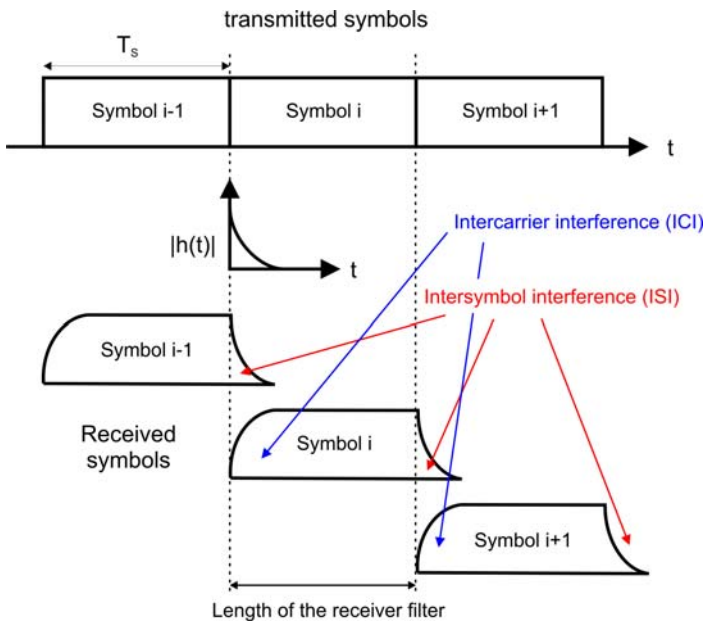 transmitted symbols
Ts
Symbol i-1
Symbol i
Symbol i+1
t
|h(t)|
t
Intercarrier interference (ICI)
Intersymbol interference (ISI)
Symbol i-1
Received
symbols
Symbol i
Symbol i+1
Length of the receiver filter